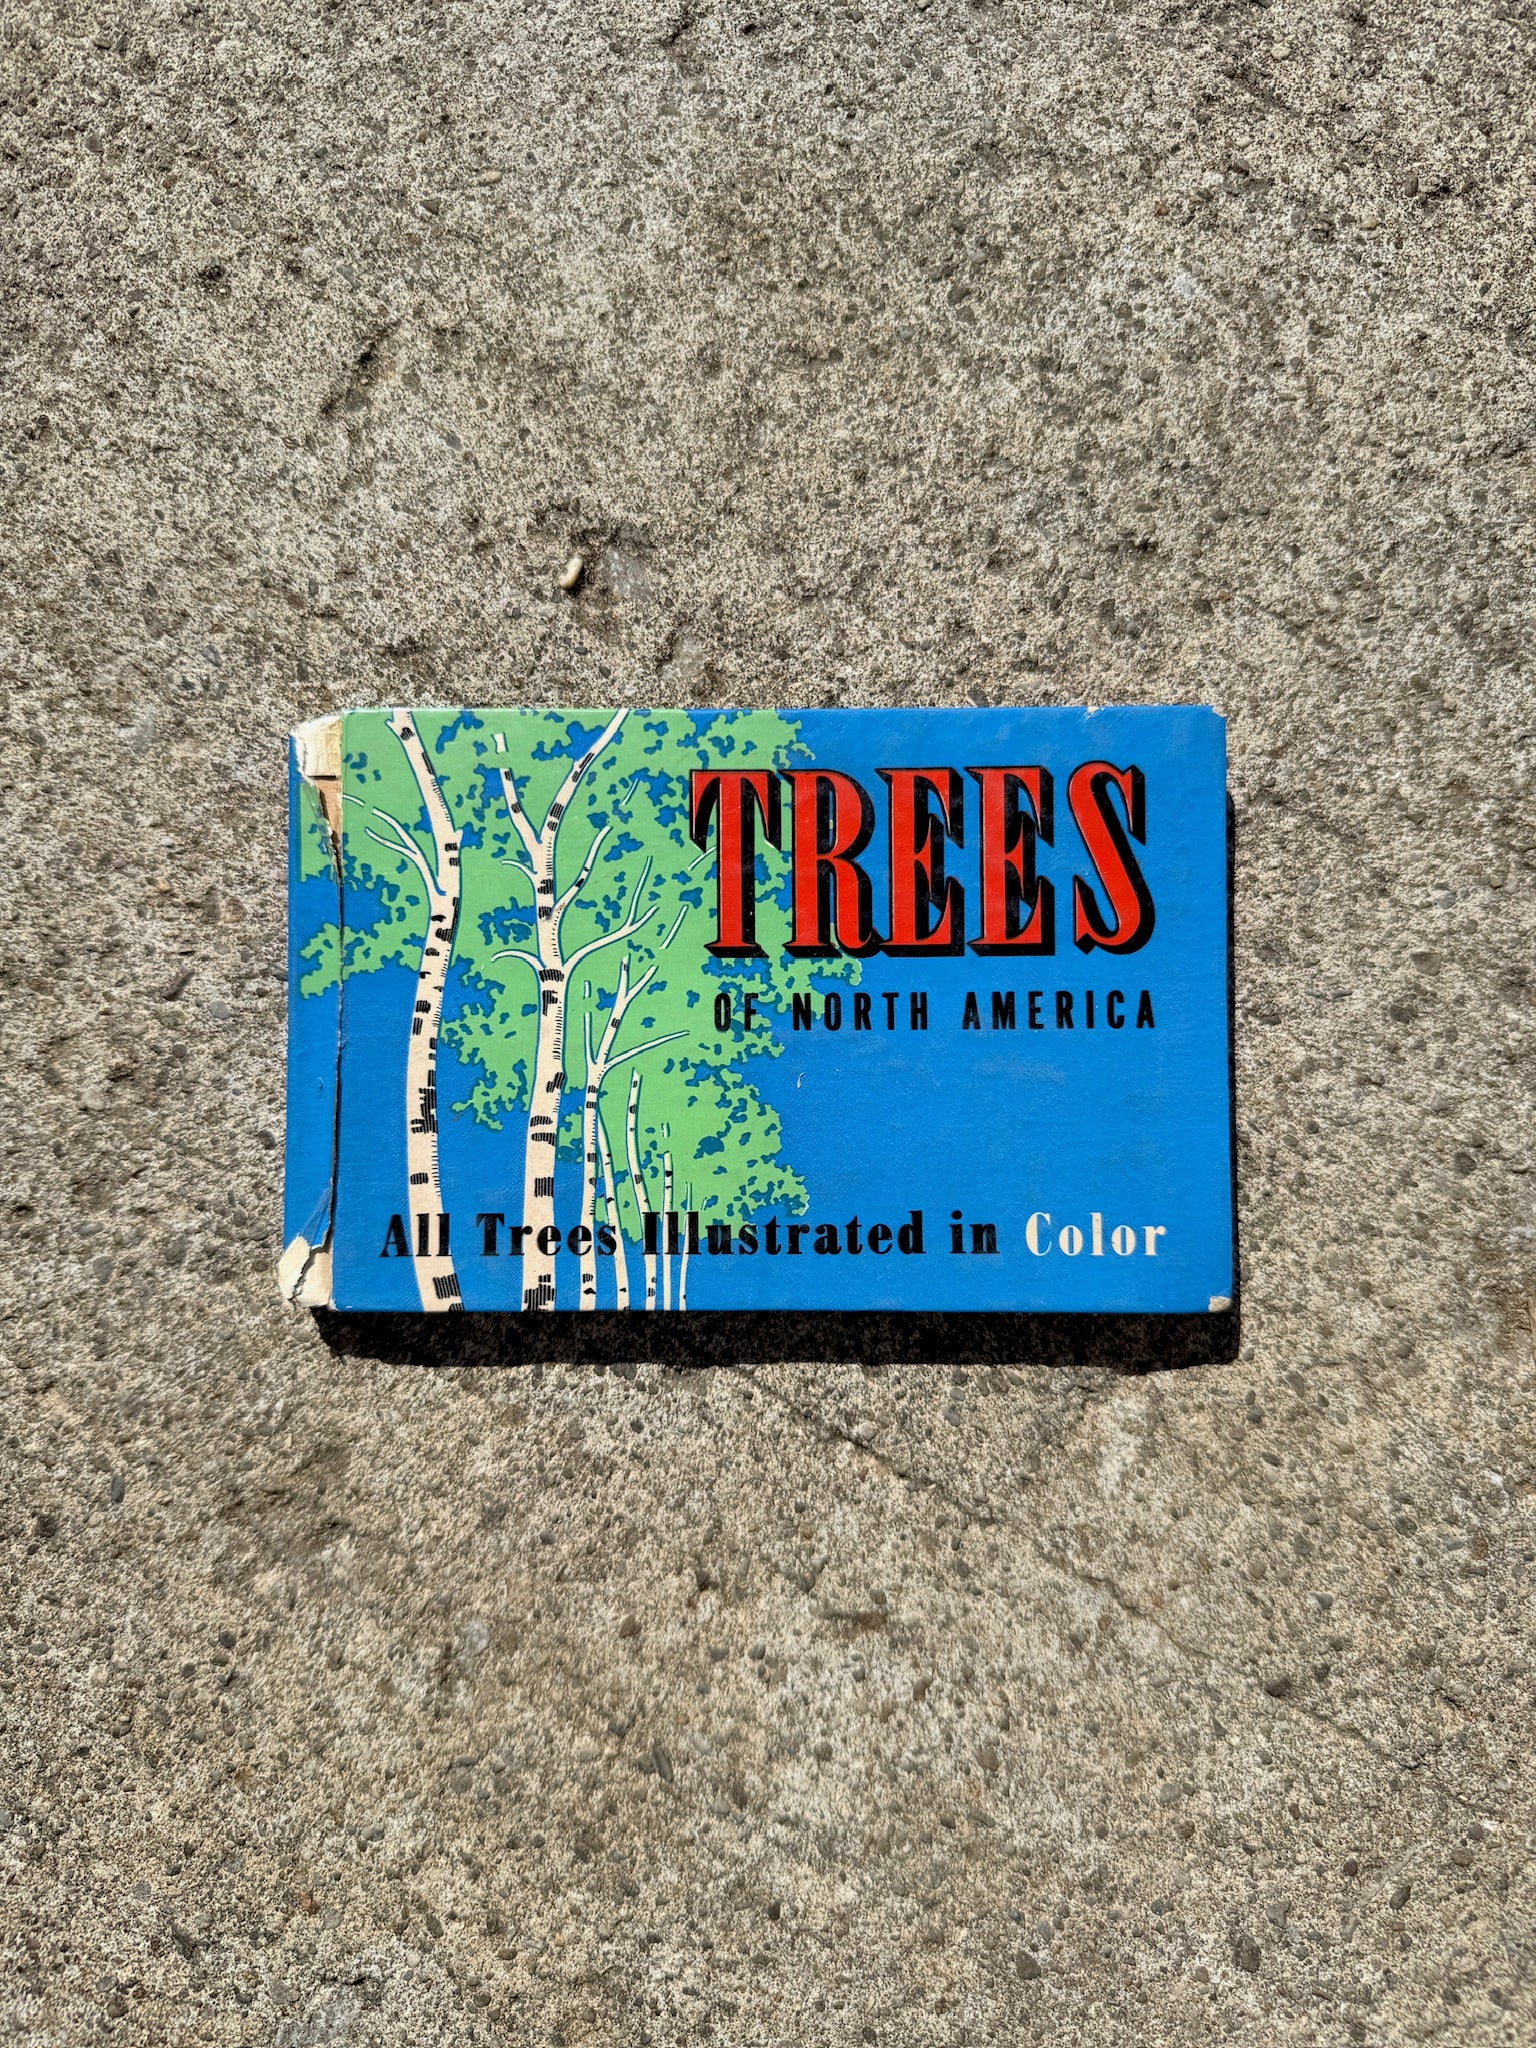 TREES
OF NORTH AMERICA
All Trees Illustrated in Color